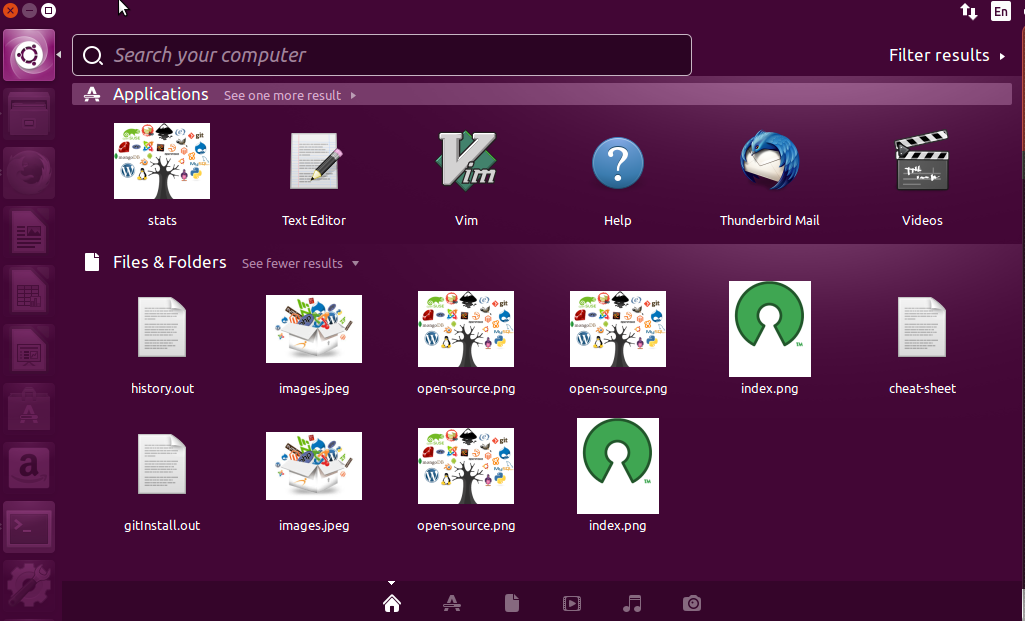 En
Search your computer
Filter results
Applications See one more result
git
mongoDB
stats
Text Editor
Vim
Help
Thunderbird Mail
Videos
Files & Folders See fewer results
history.out
images.jpeg
open-source.png
open-source.png
index.png
cheat-sheet
gitInstall.out
images.jpeg
open-source.png
index.png